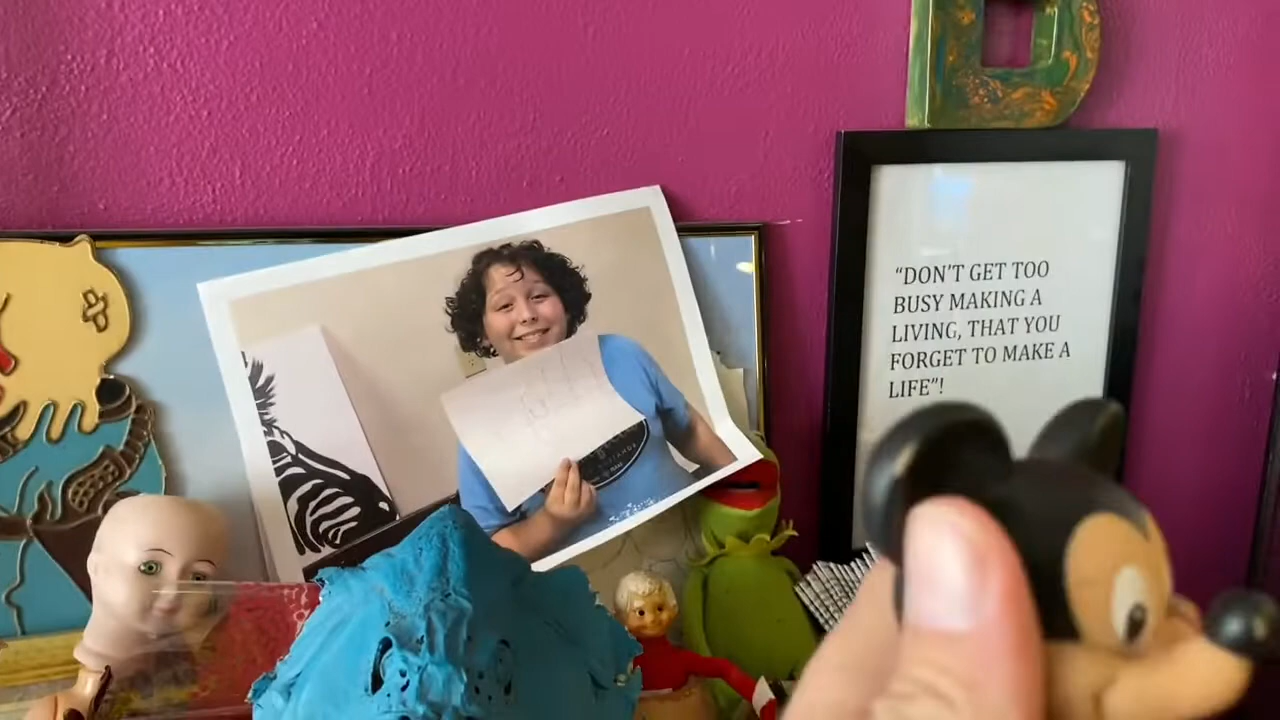 “DON'T GET TOO
BUSY MAKING A
LIVING, THAT YOU
FORGET TO MAKE A
LIFE”!
D